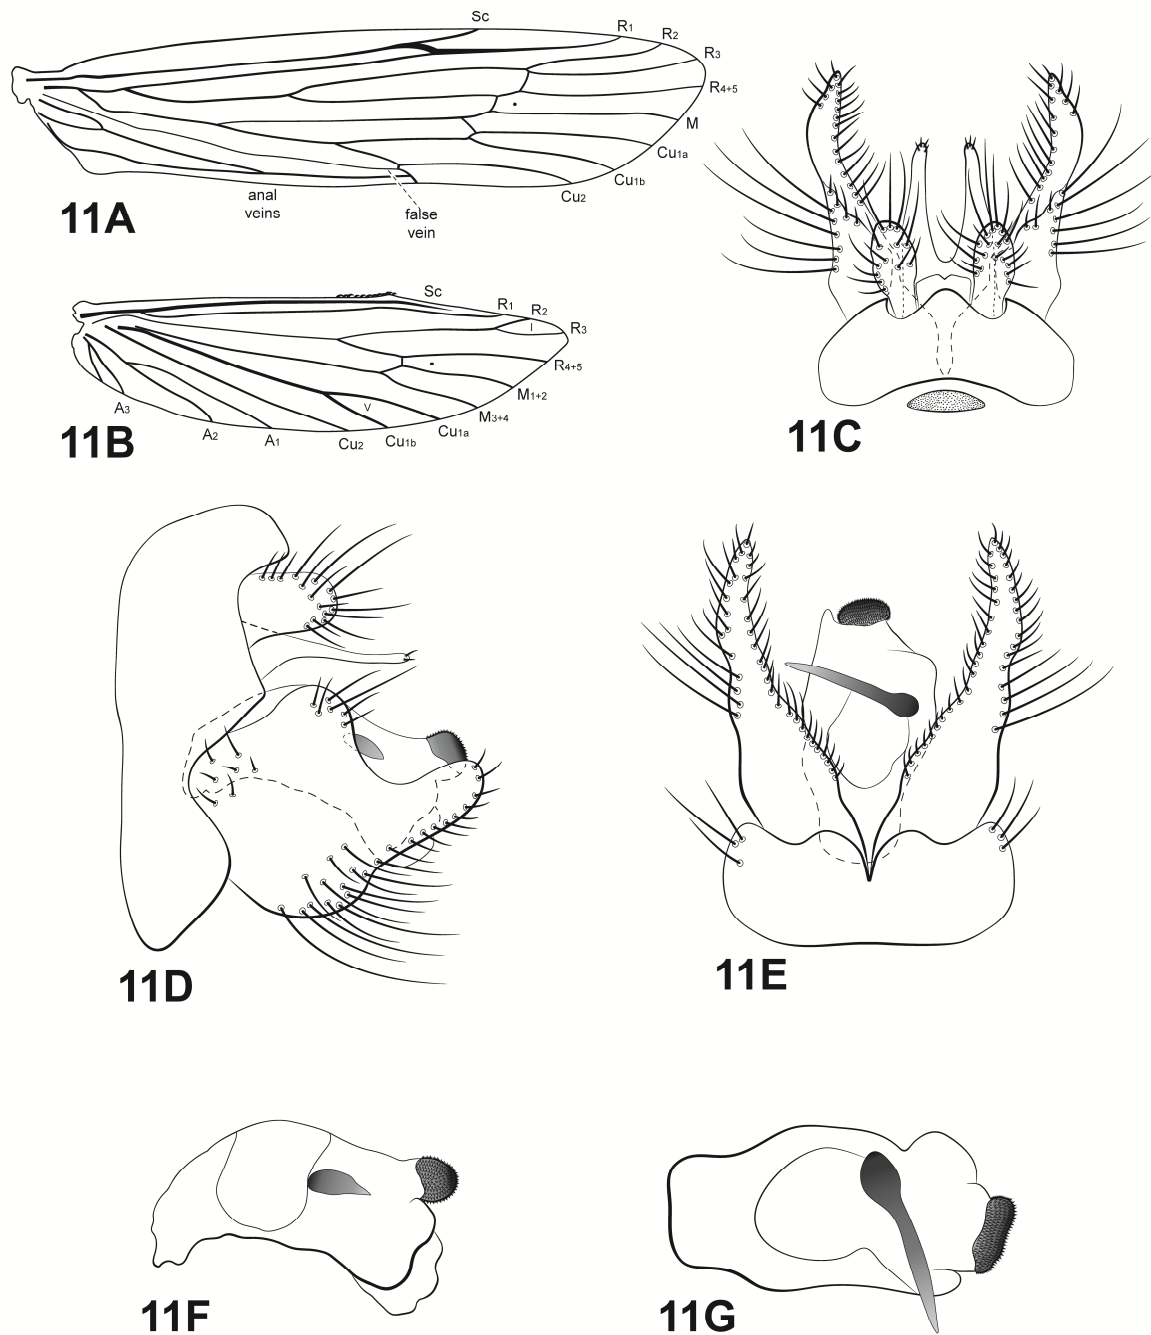 Sc
R1
R2
R3
R4+5
M
Cu1a
Cu1b
Cu2
anal
veins
false
vein
11A
Sc
R1
R2
I
R3
R4+5
M1+2
M3+4
V
Cu1a
Cu1b
Cu2
A1
A2
A3
11B
11C
11D
11E
11F
11G